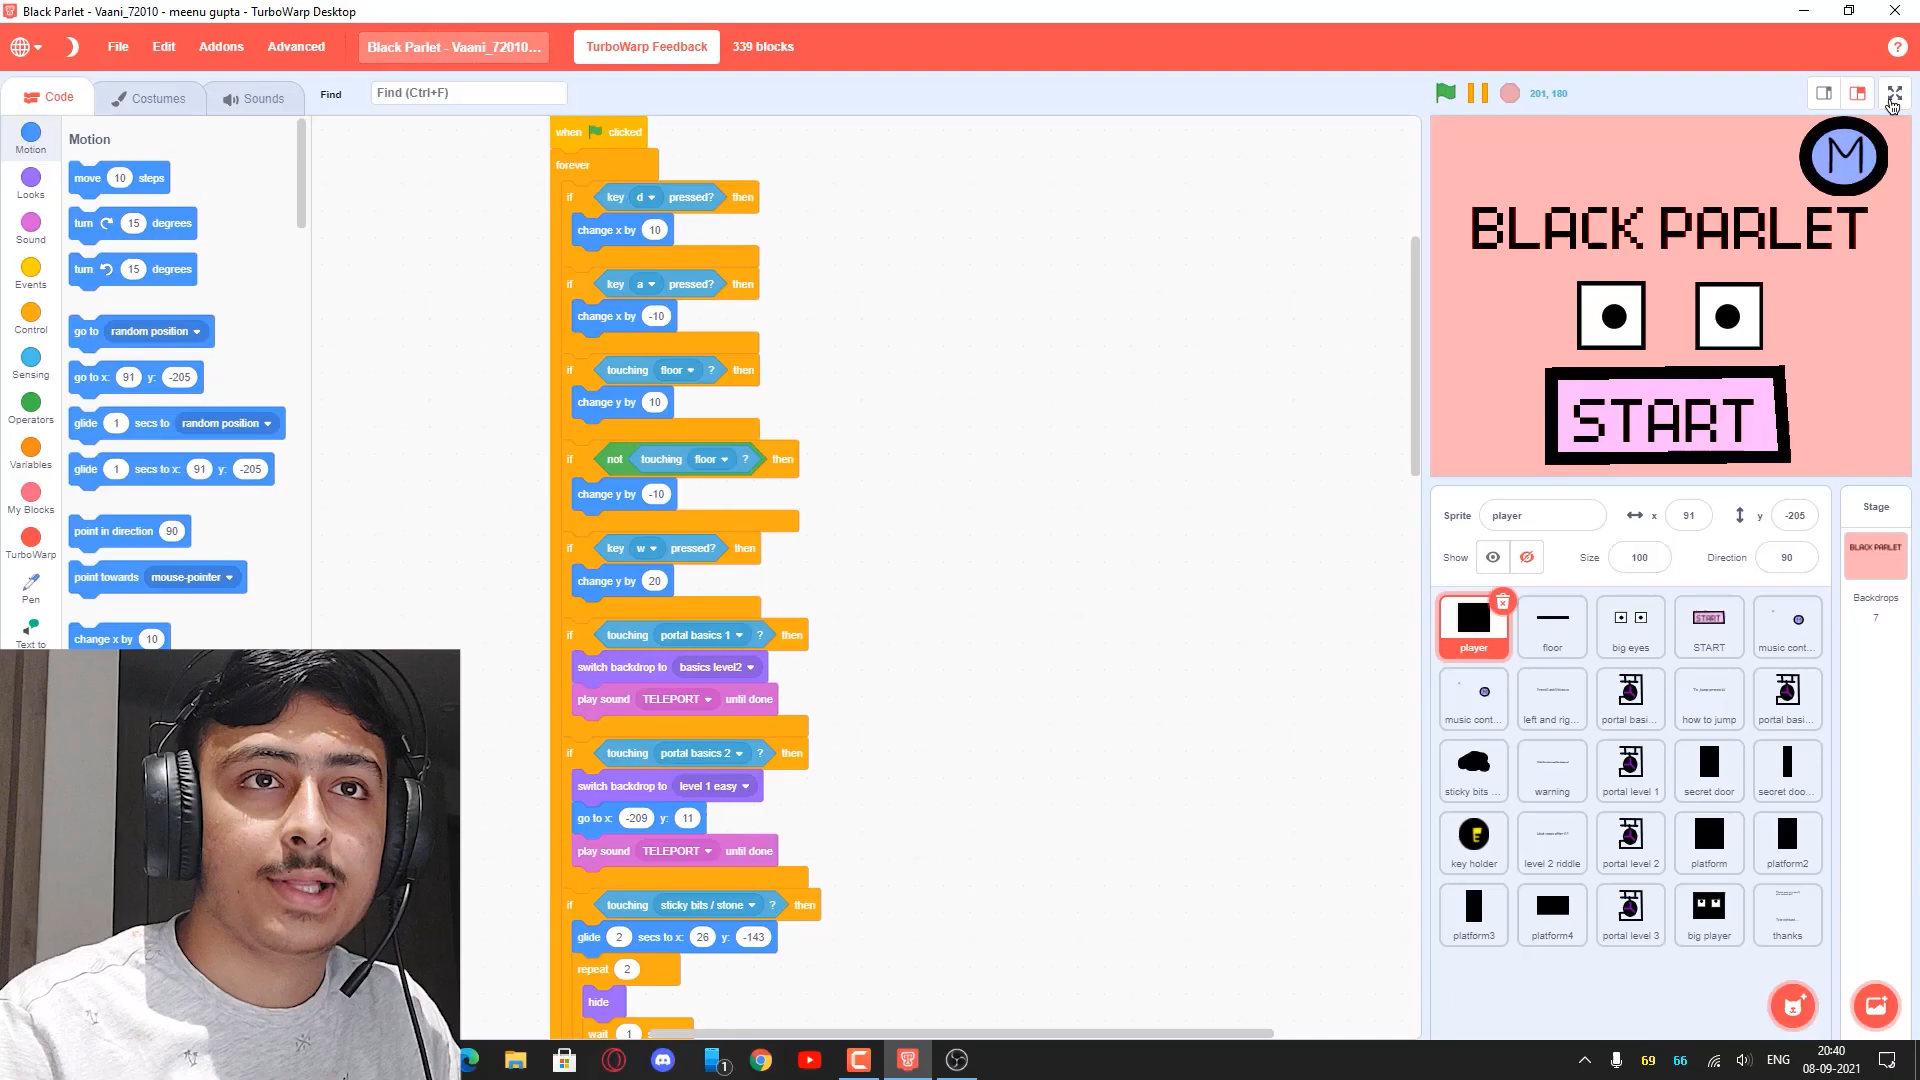 Black Parlet - Vaani_72010 - meenu gupta - TurboWarp Desktop
File Edit Addons Advanced Black Parlet - Vaani_72010... TurboWarp Feedback 339 blocks ?
Code Costumes Sounds Find Find (Ctrl+F) 201, 180
Motion
Looks
Sound
Events
Control
Sensing
Operators
Variables
My Blocks
TurboWarp
Pen
Text to
Motion
move 10 steps
turn 15 degrees
turn 15 degrees
go to random position
go to x: 91 y: -205
glide 1 secs to random position
glide 1 secs to x: 91 y: -205
point in direction 90
point towards mouse-pointer
change x by 10
when clicked
forever
if key d pressed? then
change x by 10
if key a pressed? then
change x by -10
if touching floor ? then
change y by 10
if not touching floor ? then
change y by -10
if key w pressed? then
change y by 20
if touching portal basics 1 ? then
switch backdrop to basics level2
play sound TELEPORT until done
if touching portal basics 2 ? then
switch backdrop to level 1 easy
go to x: -209 y: 11
play sound TELEPORT until done
if touching sticky bits / stone ? then
glide 2 secs to x: 26 y: -143
repeat 2
hide
wait 1
M
BLACK PARLET
START
Sprite player x 91 y -205
Show Size 100 Direction 90
Stage
BLACK PARLET
Backdrops
7
player floor big eyes START music cont...
music cont... left and rig... portal basi... how to jump portal basi...
sticky bits ... warning portal level 1 secret door secret doo...
key holder level 2 riddle portal level 2 platform platform2
platform3 platform4 portal level 3 big player thanks
START
E
1
69 66 ENG 20:40
08-09-2021